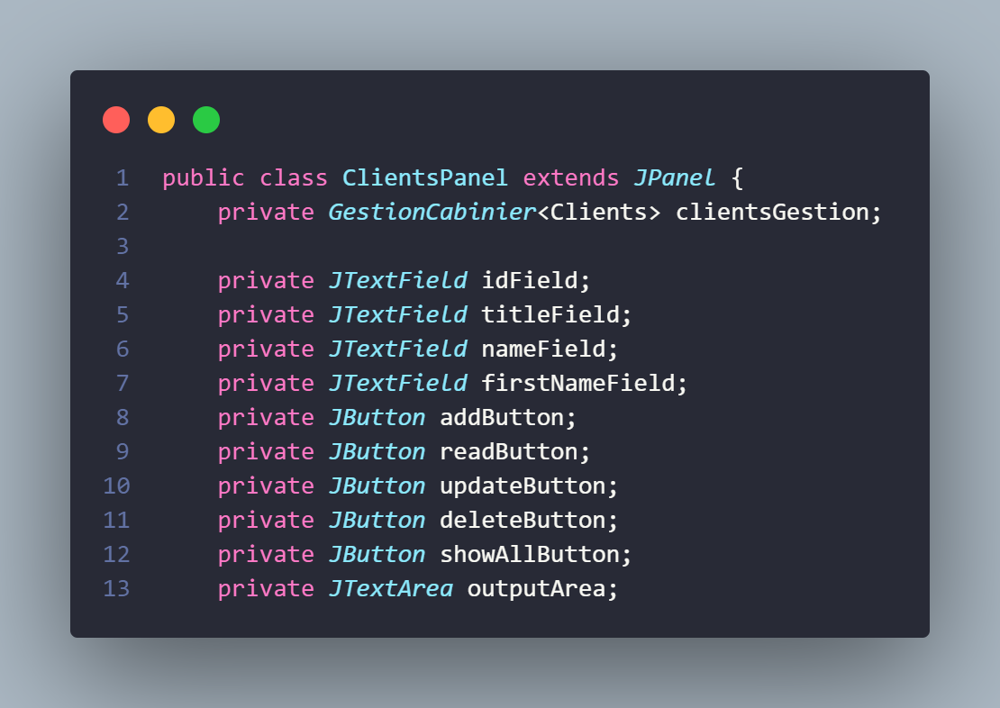 1 public class ClientsPanel extends JPanel {
2     private GestionCabinier<Clients> clientsGestion;
3
4     private JTextField idField;
5     private JTextField titleField;
6     private JTextField nameField;
7     private JTextField firstNameField;
8     private JButton addButton;
9     private JButton readButton;
10     private JButton updateButton;
11     private JButton deleteButton;
12     private JButton showAllButton;
13     private JTextArea outputArea;